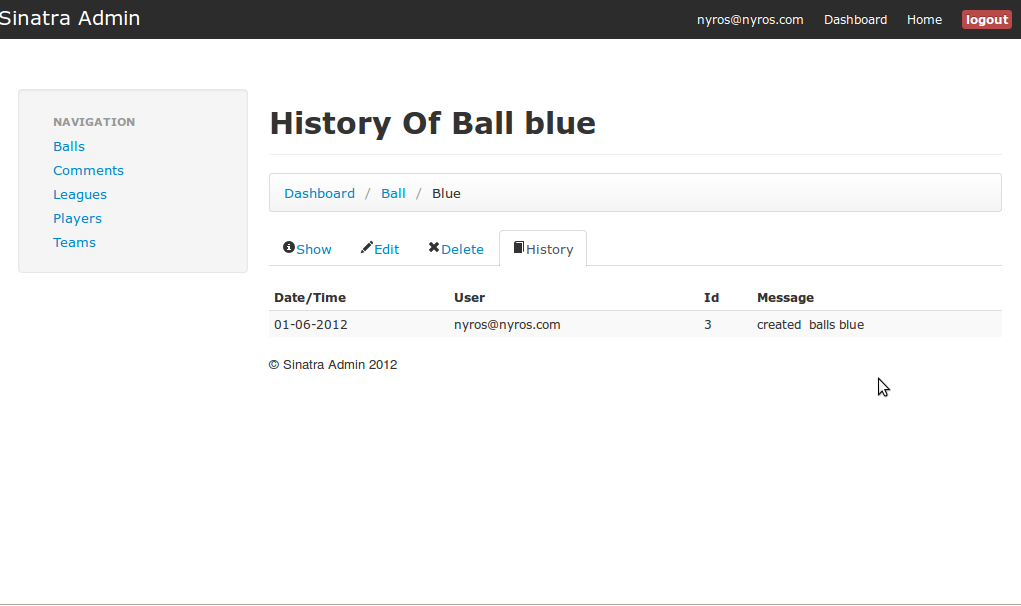 Sinatra Admin nyros@nyros.com Dashboard Home logout
NAVIGATION
Balls
Comments
Leagues
Players
Teams
History Of Ball blue
Dashboard / Ball / Blue
Show Edit Delete History
Date/Time User Id Message
01-06-2012 nyros@nyros.com 3 created balls blue
© Sinatra Admin 2012